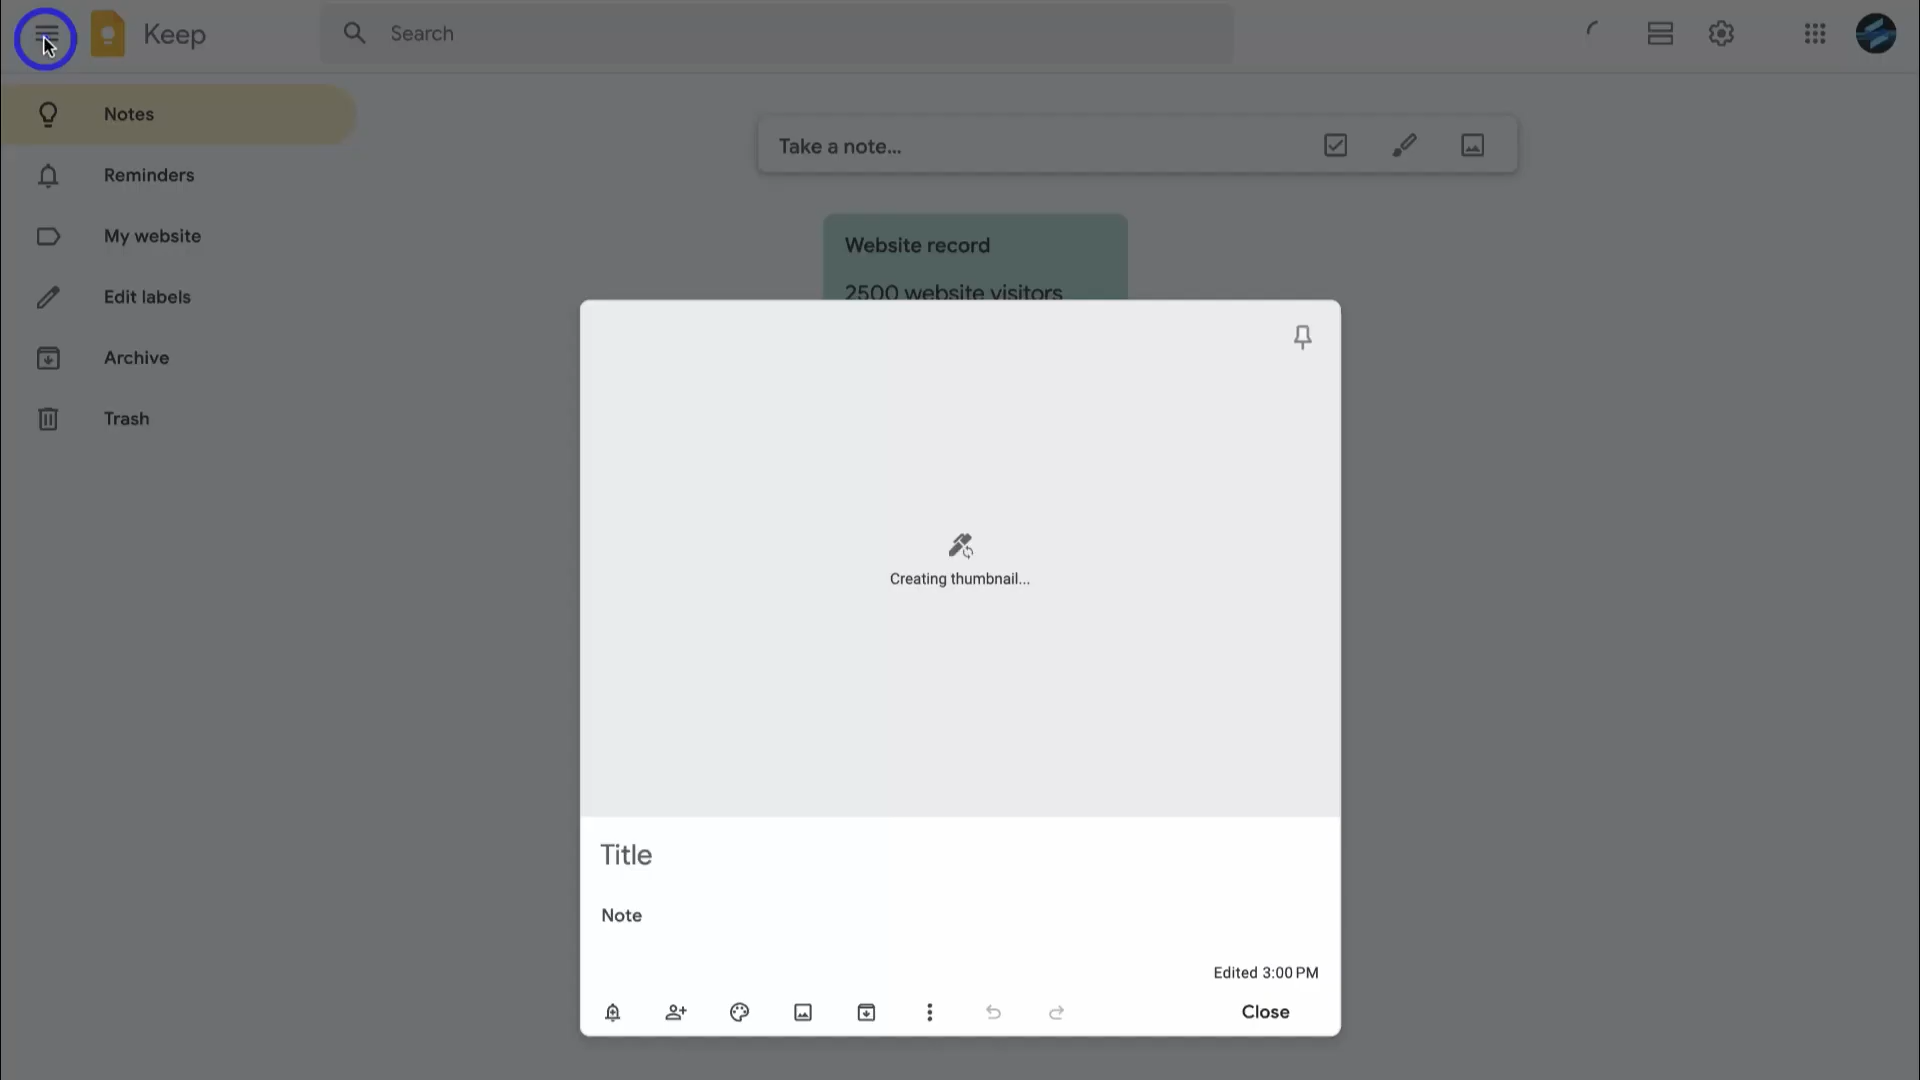 Keep
Search
Notes
Reminders
My website
Edit labels
Archive
Trash
Take a note...
Website record
2500 website visitors
Creating thumbnail...
Title
Note
Edited 3:00 PM
Close